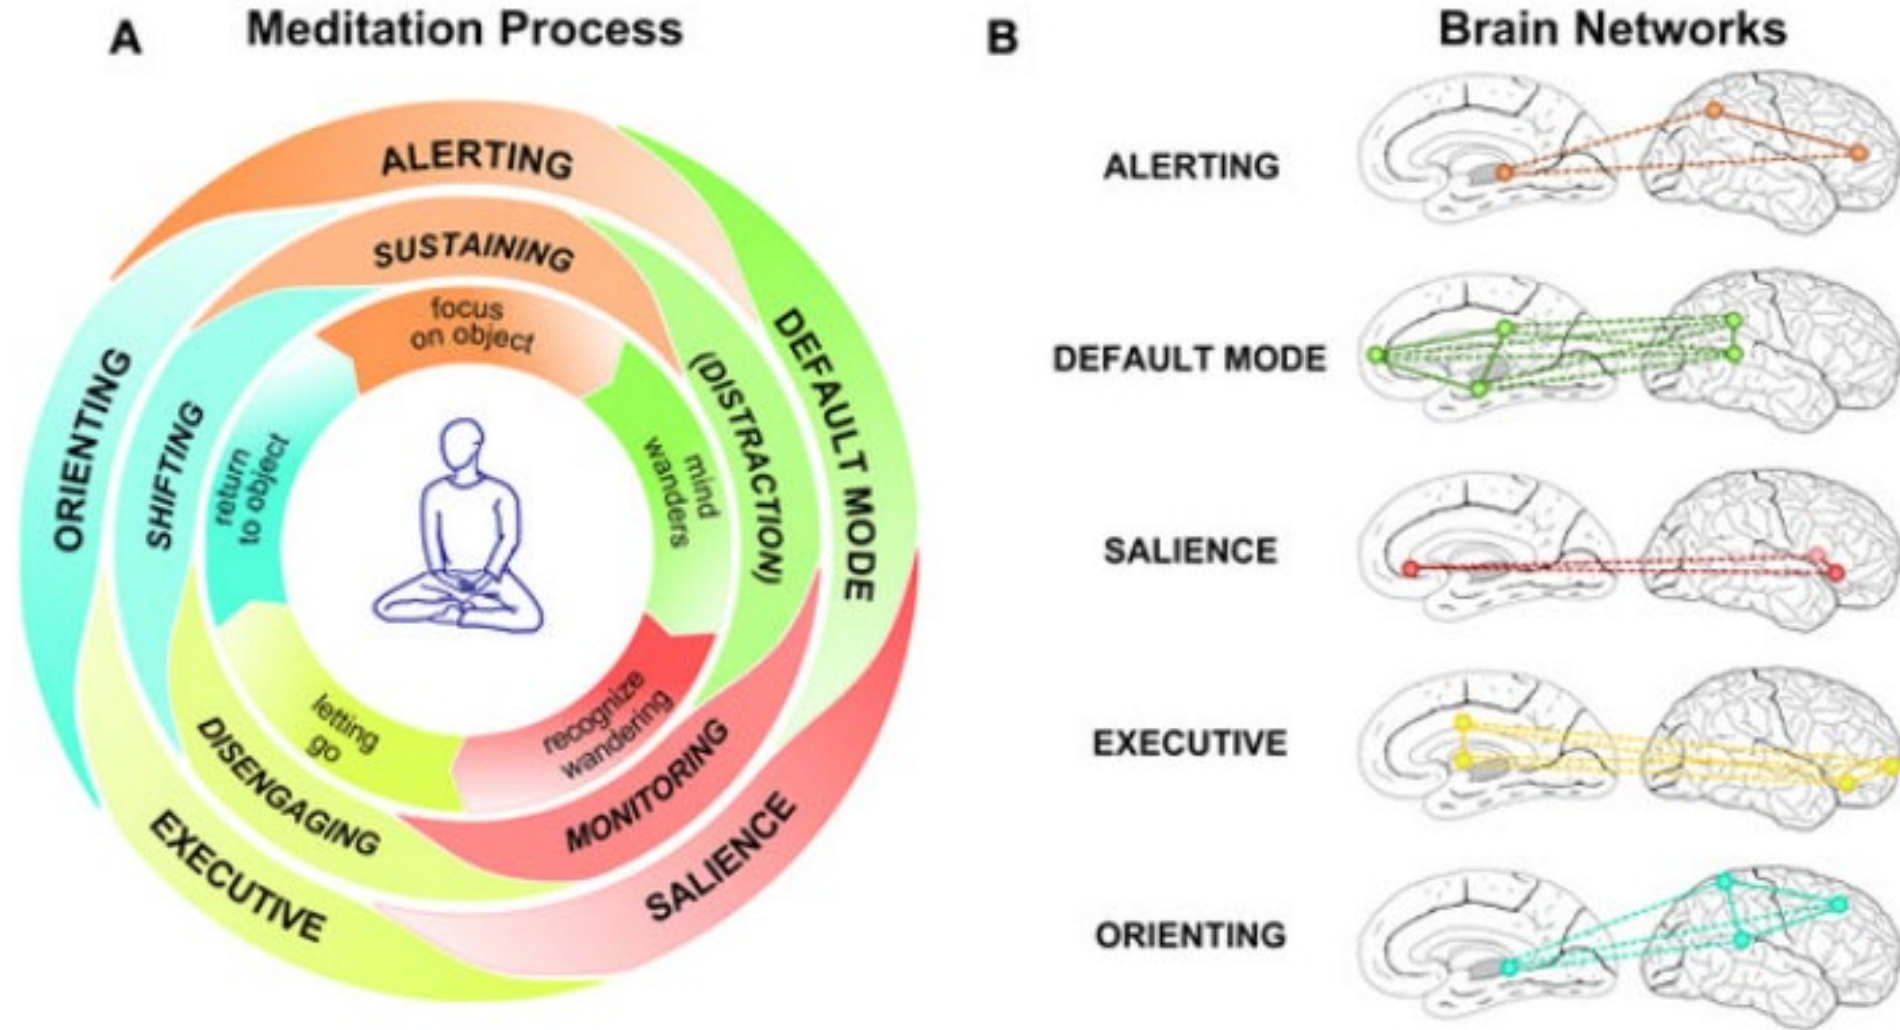 A
Meditation Process
ALERTING
SUSTAINING
focus
on object
DEFAULT MODE
(DISTRACTION)
mind
wanders
SALIENCE
MONITORING
recognize
wandering
EXECUTIVE
DISENGAGING
letting
go
ORIENTING
SHIFTING
return
to object
B
Brain Networks
ALERTING
DEFAULT MODE
SALIENCE
EXECUTIVE
ORIENTING